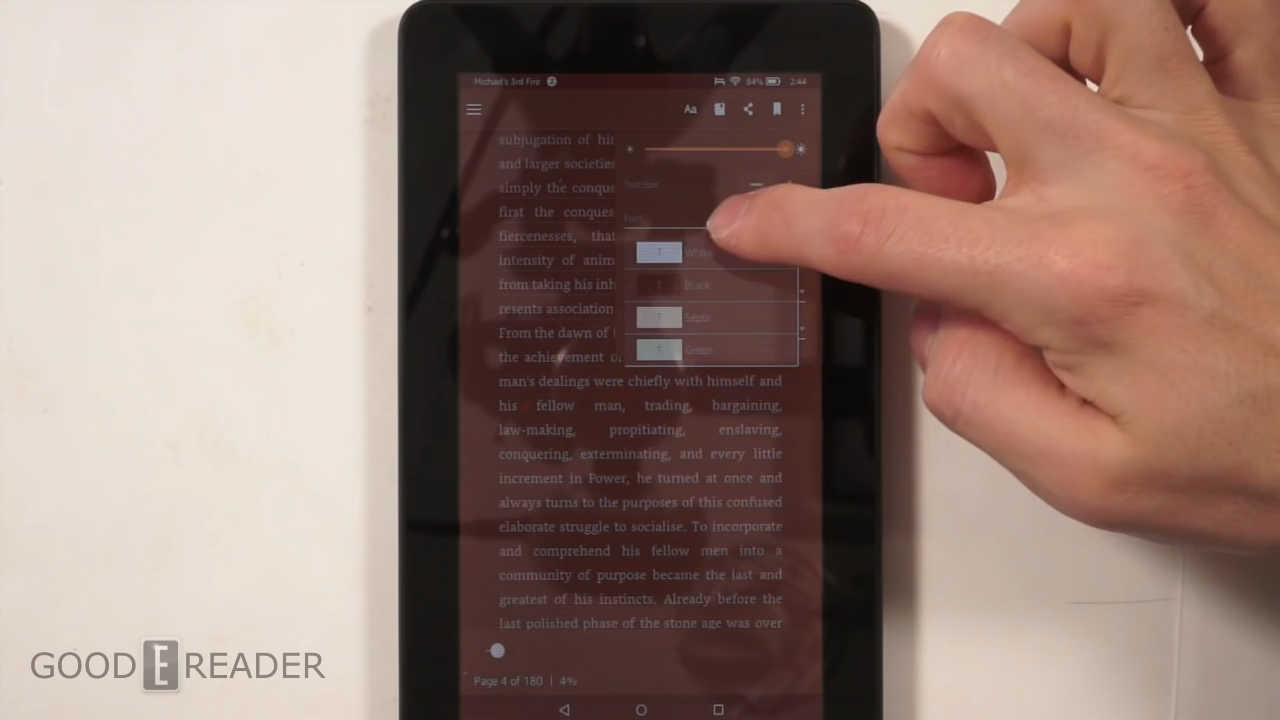 Michael's 3rd Fire 2 84% 2:44
Aa
subjugation of
and larger societies
simply the Text Size
first the Font
fiercenesses, that White
intensity of
from taking his Black
resents association Sepia
From the dawn of Green
the achievement
man's dealings were chiefly with himself and
his fellow man, trading, bargaining,
law-making, propitiating, enslaving,
conquering, exterminating, and every little
increment in Power, he turned at once and
always turns to the purposes of this confused
elaborate struggle to socialise. To incorporate
and comprehend his fellow men into a
community of purpose became the last and
greatest of his instincts. Already before the
last polished phase of the stone age was over
Page 4 of 180 | 4%
GOOD E READER